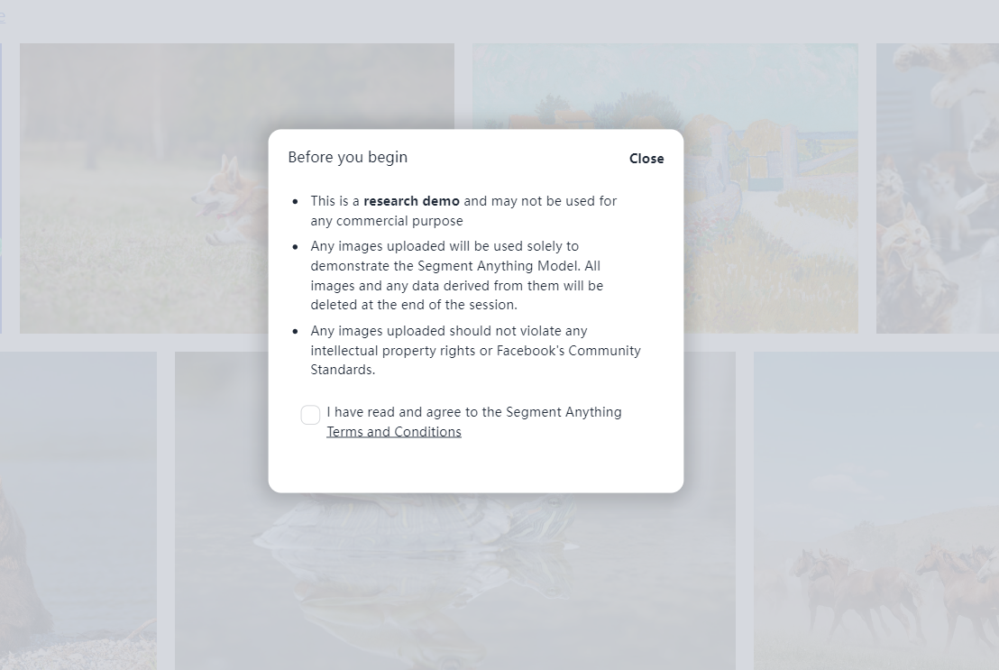 Before you begin
Close
This is a research demo and may not be used for
any commercial purpose
Any images uploaded will be used solely to
demonstrate the Segment Anything Model. All
images and any data derived from them will be
deleted at the end of the session.
Any images uploaded should not violate any
intellectual property rights or Facebook's Community
Standards.
I have read and agree to the Segment Anything
Terms and Conditions